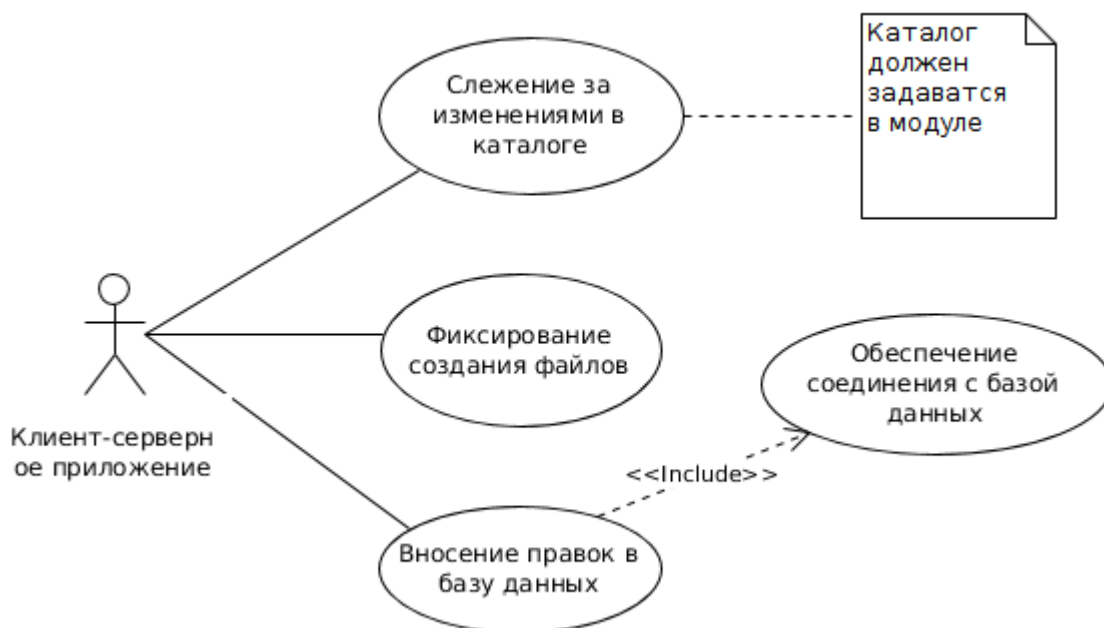 Слежение за
изменениями в
каталоге
Каталог
должен
задаватся
в модуле
Фиксирование
создания файлов
Обеспечение
соединения с базой
данных
Клиент-серверн
ое приложение
<<Include>>
Вносение правок в
базу данных